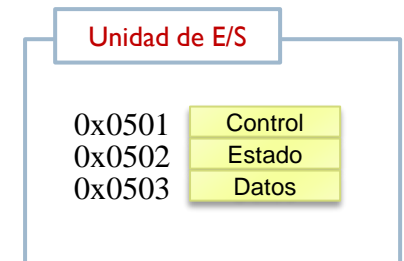 Unidad de E/S
0x0501 Control
0x0502 Estado
0x0503 Datos